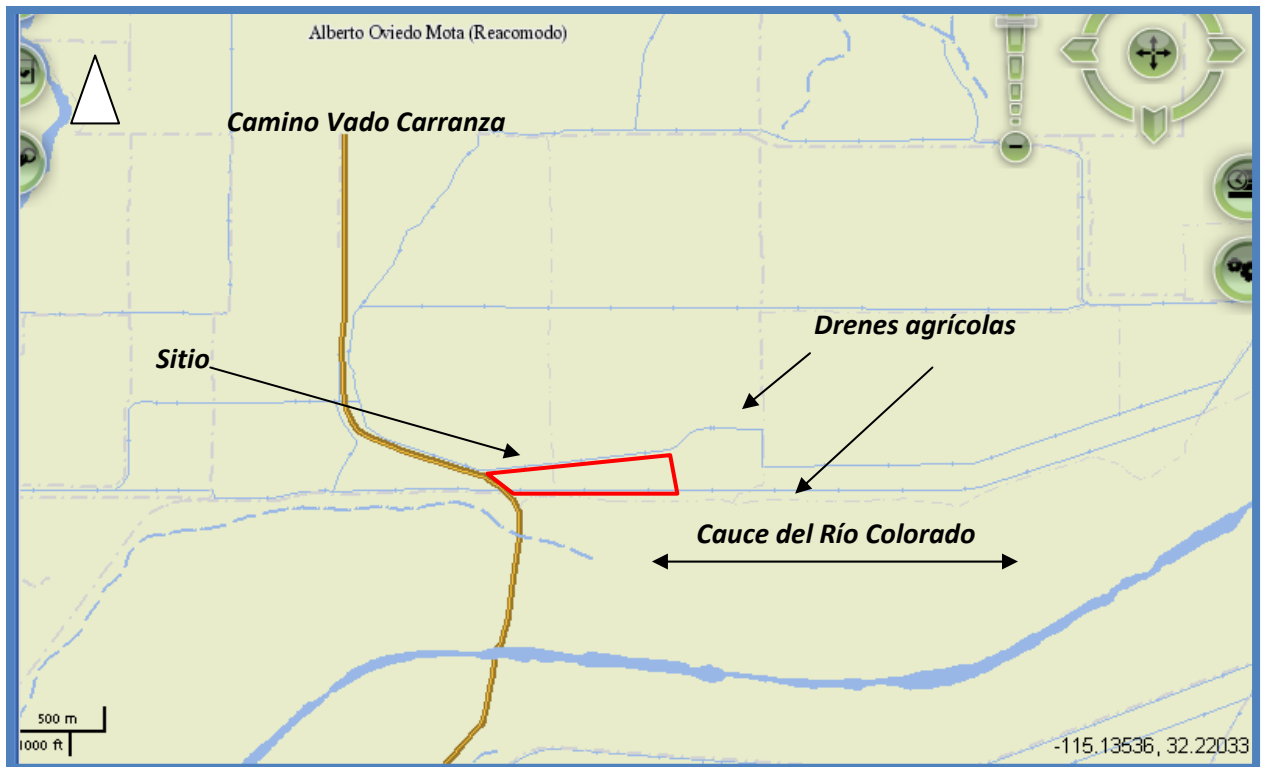 Alberto Oviedo Mota (Reacomodo)
Camino Vado Carranza
Drenes agrícolas
Sitio
Cauce del Río Colorado
500 m
1000 ft
-115.13536, 32.22033